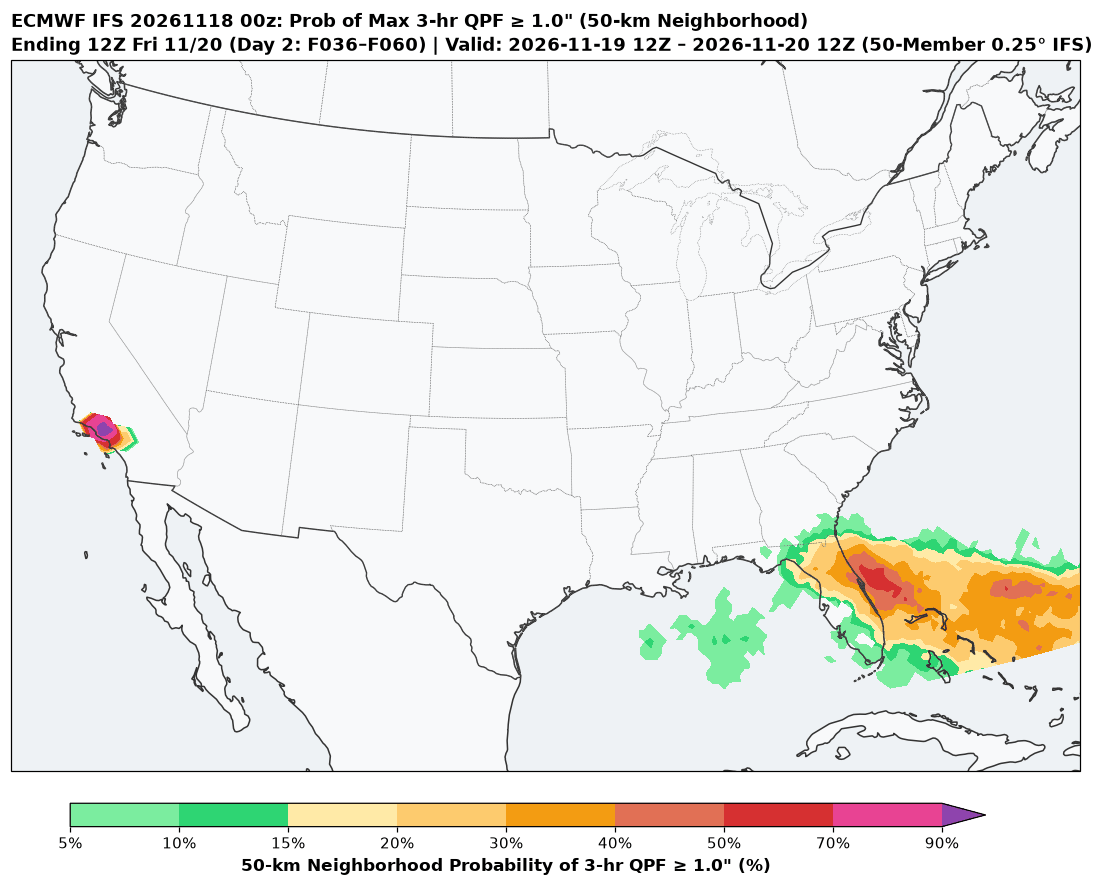 ECMWF IFS 20261118 00z: Prob of Max 3-hr QPF ≥ 1.0" (50-km Neighborhood)
Ending 12Z Fri 11/20 (Day 2: F036–F060) | Valid: 2026-11-19 12Z – 2026-11-20 12Z (50-Member 0.25° IFS)
5% 10% 15% 20% 30% 40% 50% 70% 90%
50-km Neighborhood Probability of 3-hr QPF ≥ 1.0" (%)